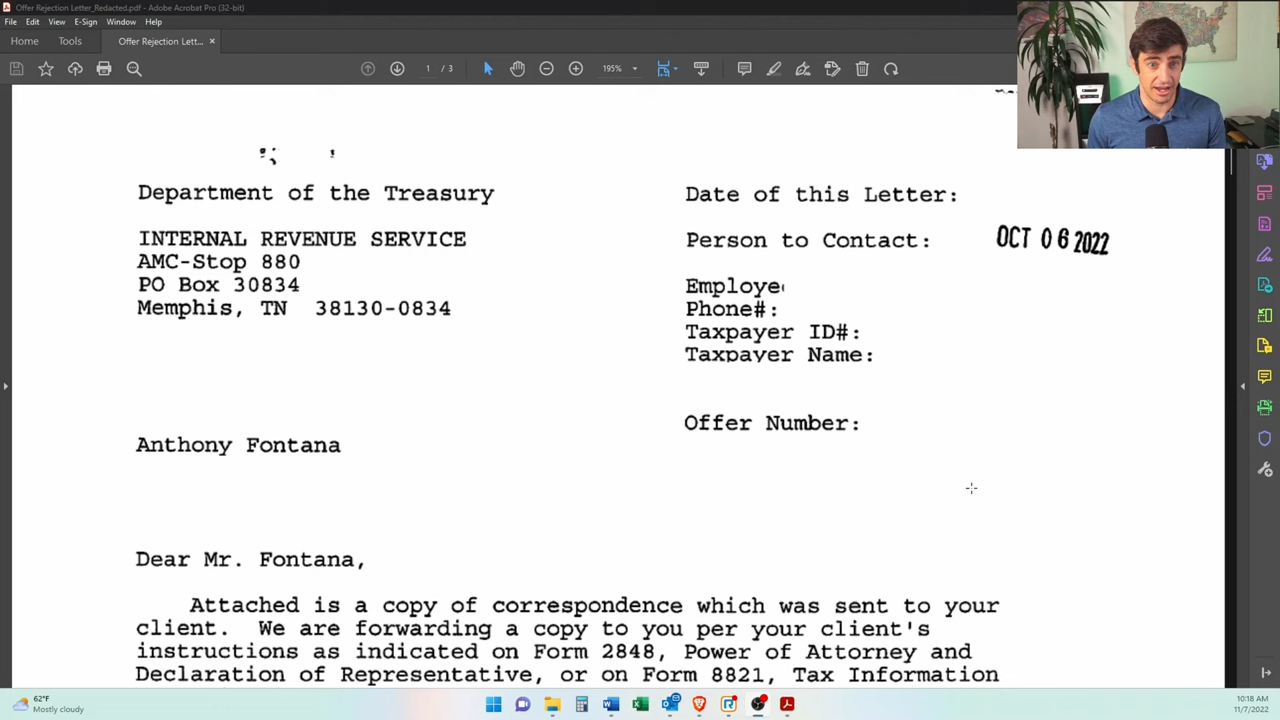 Offer Rejection Letter_Redacted.pdf - Adobe Acrobat Pro (32-bit)
File Edit View E-Sign Window Help
Home Tools Offer Rejection Lett... ×
1 / 3 195%
Department of the Treasury
INTERNAL REVENUE SERVICE
AMC-Stop 880
PO Box 30834
Memphis, TN 38130-0834
Date of this Letter:
Person to Contact:
OCT 06 2022
Employe
Phone#:
Taxpayer ID#:
Taxpayer Name:
Offer Number:
Anthony Fontana
Dear Mr. Fontana,
Attached is a copy of correspondence which was sent to your
client. We are forwarding a copy to you per your client's
instructions as indicated on Form 2848, Power of Attorney and
Declaration of Representative, or on Form 8821, Tax Information
62°F
Mostly cloudy
10:18 AM
11/7/2022